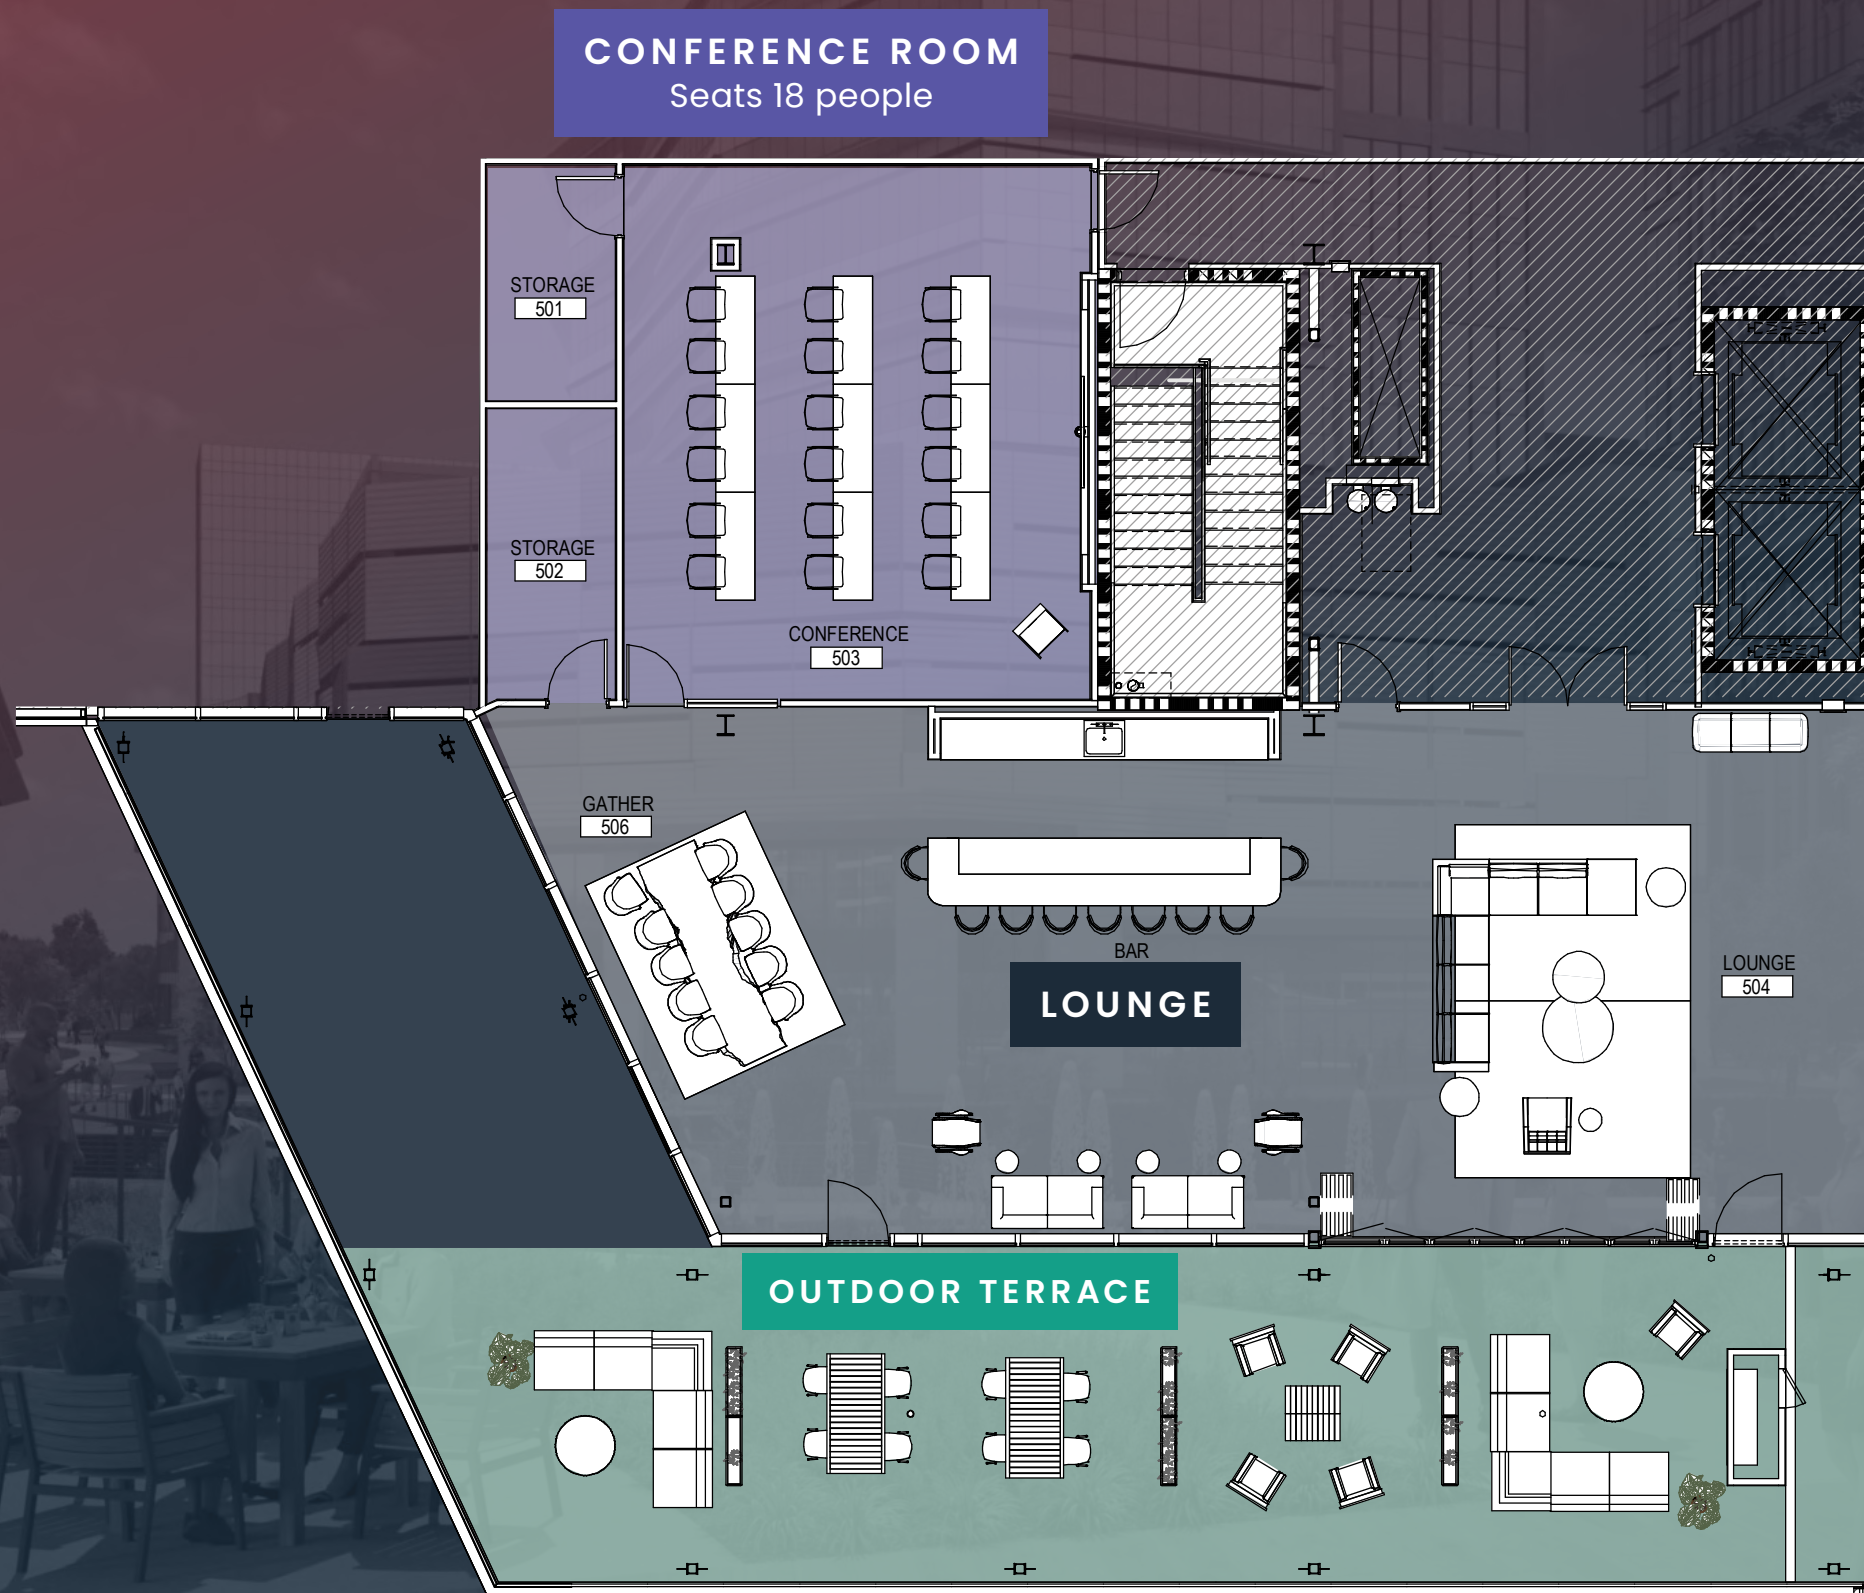 CONFERENCE ROOM
Seats 18 people
STORAGE
501
STORAGE
502
CONFERENCE
503
GATHER
506
BAR
LOUNGE
LOUNGE
504
OUTDOOR TERRACE